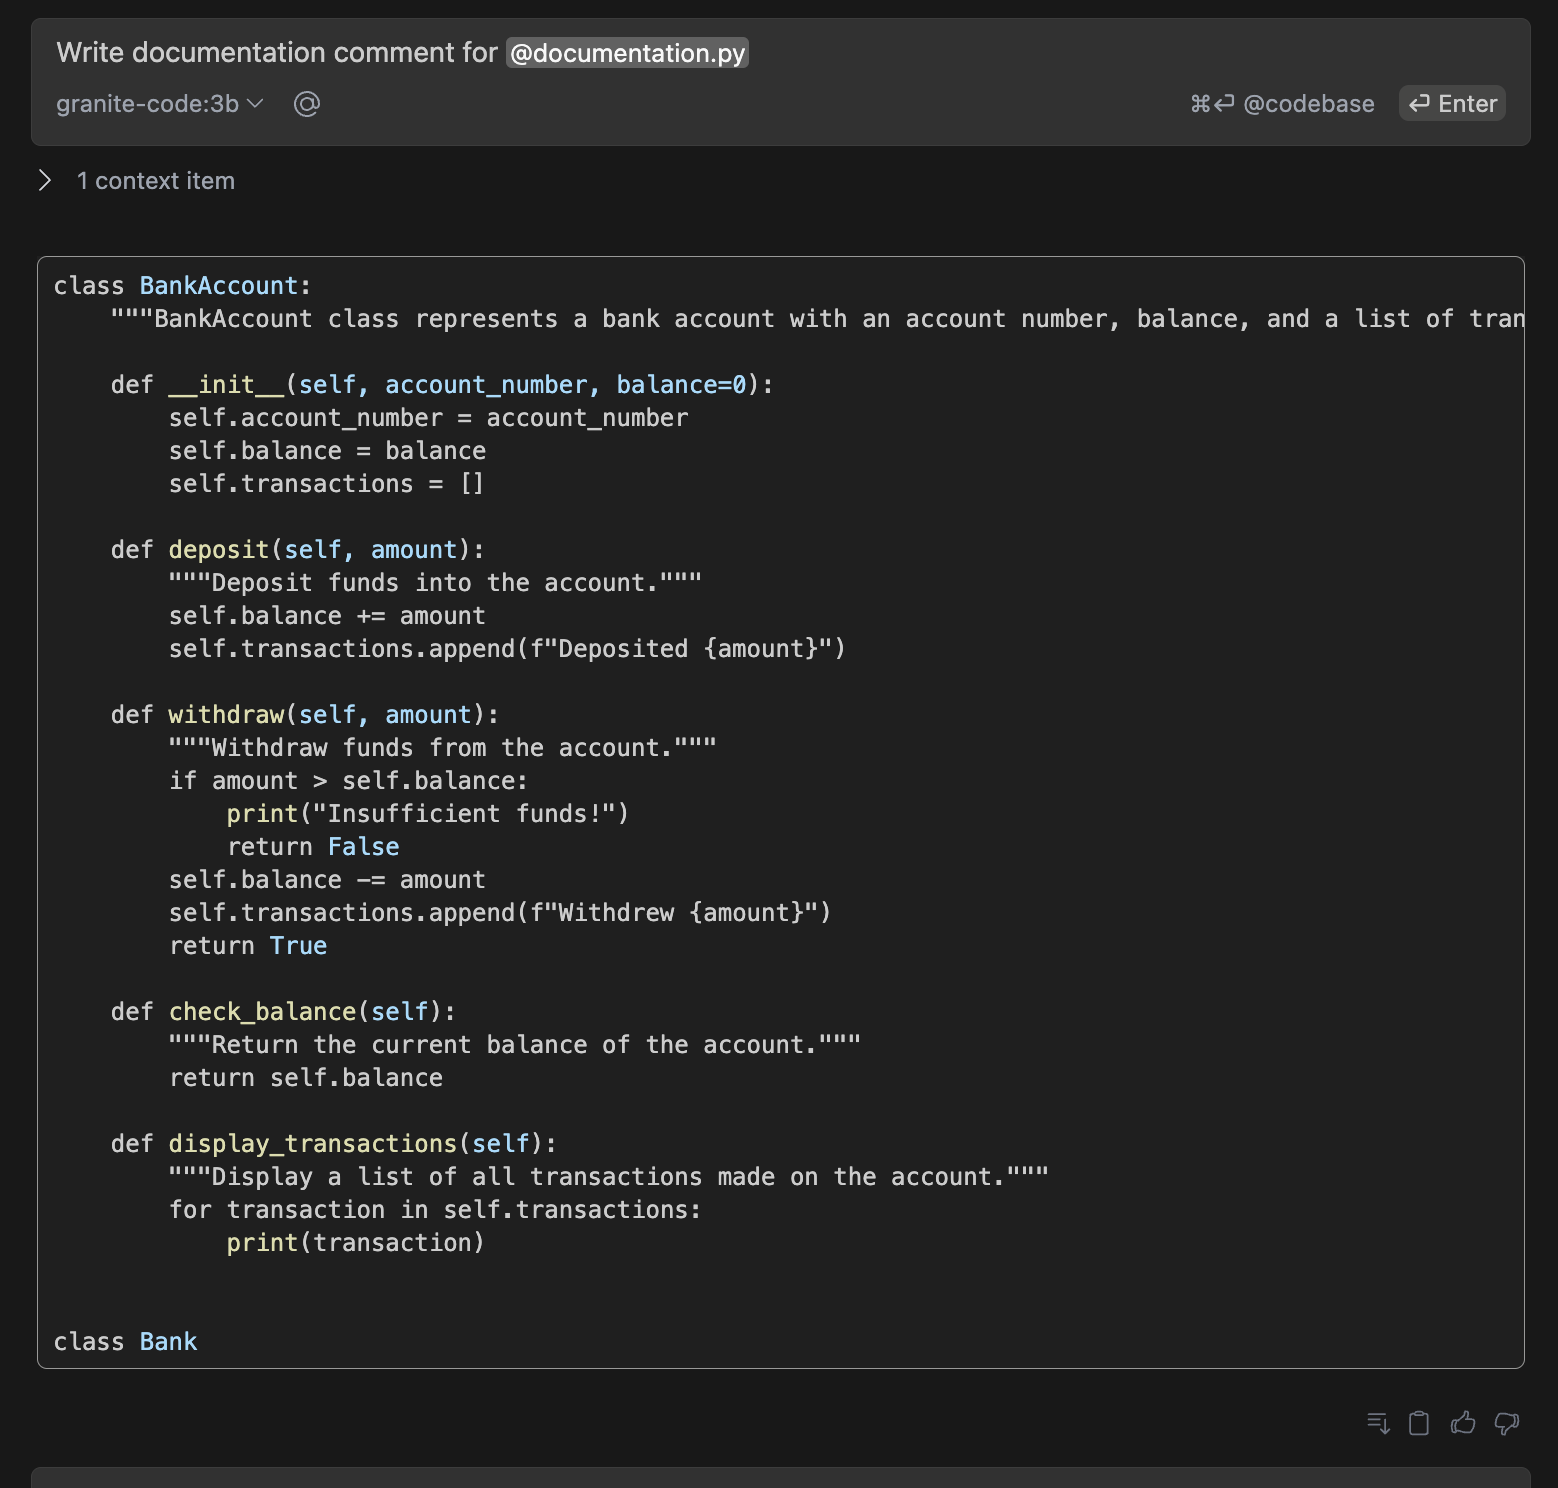 Write documentation comment for @documentation.py
granite-code:3b @ ⌘⏎ @codebase ⏎ Enter
1 context item
class BankAccount:
    """BankAccount class represents a bank account with an account number, balance, and a list of tran
    def __init__(self, account_number, balance=0):
        self.account_number = account_number
        self.balance = balance
        self.transactions = []
    def deposit(self, amount):
        """Deposit funds into the account."""
        self.balance += amount
        self.transactions.append(f"Deposited {amount}")
    def withdraw(self, amount):
        """Withdraw funds from the account."""
        if amount > self.balance:
            print("Insufficient funds!")
            return False
        self.balance -= amount
        self.transactions.append(f"Withdrew {amount}")
        return True
    def check_balance(self):
        """Return the current balance of the account."""
        return self.balance
    def display_transactions(self):
        """Display a list of all transactions made on the account."""
        for transaction in self.transactions:
            print(transaction)
class Bank